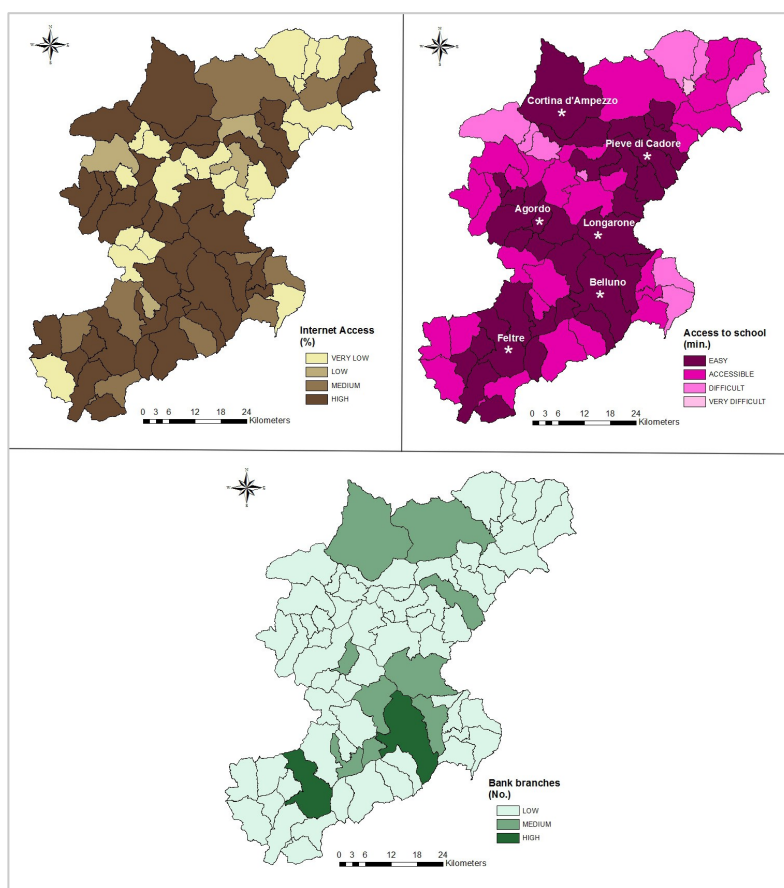 N
W E
S
Internet Access
(%)
VERY LOW
LOW
MEDIUM
HIGH
0 3 6 12 18 24
Kilometers
N
W E
S
Cortina d'Ampezzo
*
Pieve di Cadore
*
Agordo
*
Longarone
*
Belluno
*
Feltre
*
Access to school
(min.)
EASY
ACCESSIBLE
DIFFICULT
VERY DIFFICULT
0 3 6 12 18 24
Kilometers
N
W E
S
Bank branches
(No.)
LOW
MEDIUM
HIGH
0 3 6 12 18 24
Kilometers